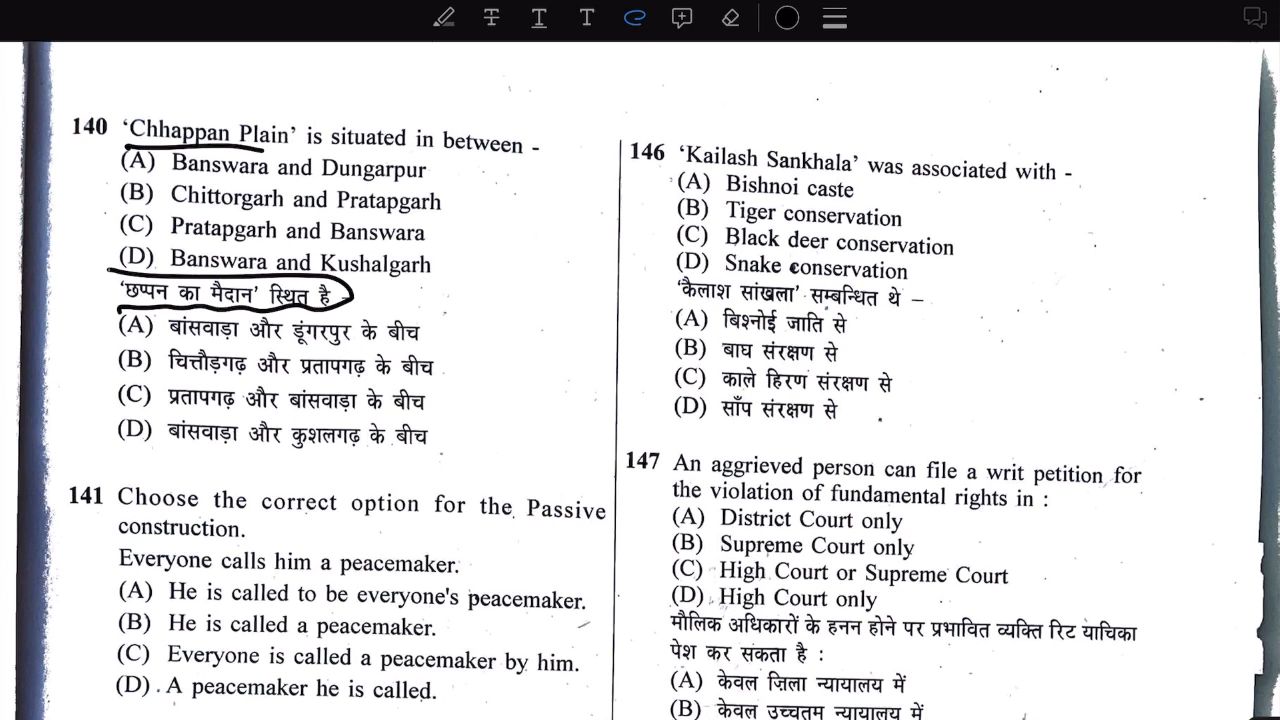 140 ‘Chhappan Plain’ is situated in between -
(A) Banswara and Dungarpur
(B) Chittorgarh and Pratapgarh
(C) Pratapgarh and Banswara
(D) Banswara and Kushalgarh
‘छप्पन का मैदान’ स्थित है -
(A) बांसवाड़ा और डूंगरपुर के बीच
(B) चित्तौड़गढ़ और प्रतापगढ़ के बीच
(C) प्रतापगढ़ और बांसवाड़ा के बीच
(D) बांसवाड़ा और कुशलगढ़ के बीच
141 Choose the correct option for the Passive
construction.
Everyone calls him a peacemaker.
(A) He is called to be everyone's peacemaker.
(B) He is called a peacemaker.
(C) Everyone is called a peacemaker by him.
(D) A peacemaker he is called.
146 ‘Kailash Sankhala’ was associated with -
(A) Bishnoi caste
(B) Tiger conservation
(C) Black deer conservation
(D) Snake conservation
‘कैलाश सांखला’ सम्बन्धित थे –
(A) बिश्नोई जाति से
(B) बाघ संरक्षण से
(C) काले हिरण संरक्षण से
(D) साँप संरक्षण से
147 An aggrieved person can file a writ petition for
the violation of fundamental rights in :
(A) District Court only
(B) Supreme Court only
(C) High Court or Supreme Court
(D) High Court only
मौलिक अधिकारों के हनन होने पर प्रभावित व्यक्ति रिट याचिका
पेश कर सकता है :
(A) केवल ज़िला न्यायालय में
(B) केवल उच्चतम न्यायालय में